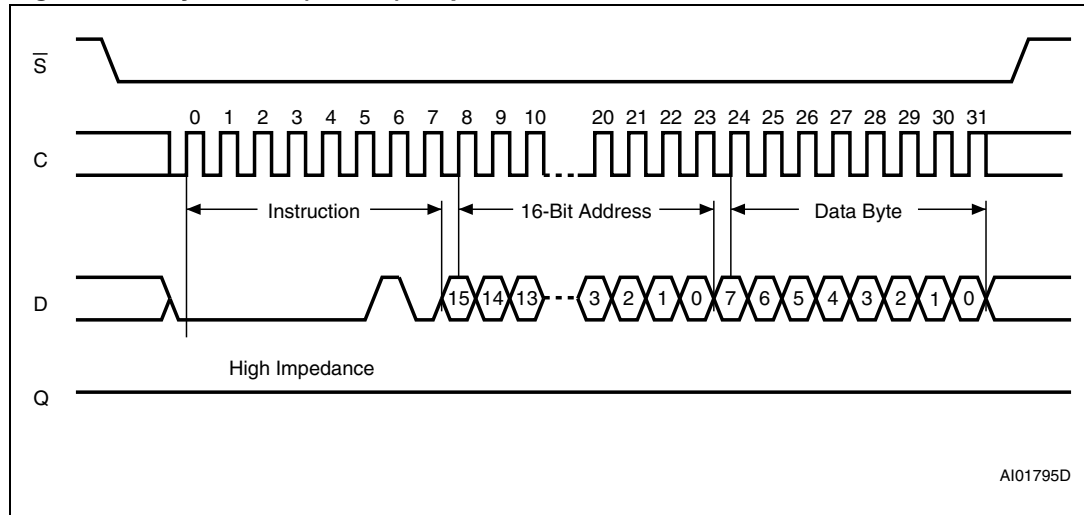 S
0 1 2 3 4 5 6 7 8 9 10 20 21 22 23 24 25 26 27 28 29 30 31
C
Instruction 16-Bit Address Data Byte
D 15 14 13 3 2 1 0 7 6 5 4 3 2 1 0
High Impedance
Q
AI01795D